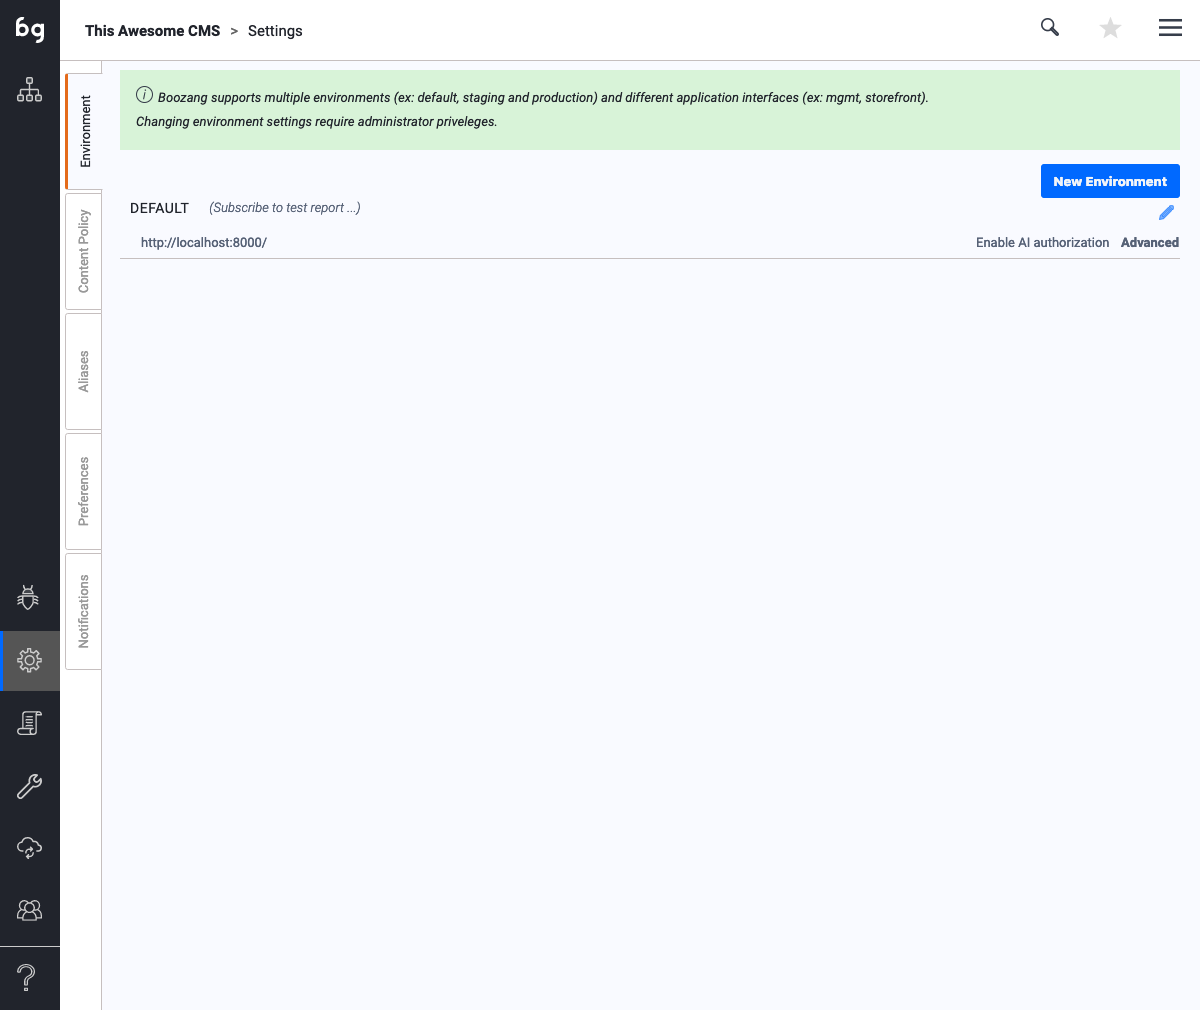 bg
This Awesome CMS > Settings
Environment
Content Policy
Aliases
Preferences
Notifications
Boozang supports multiple environments (ex: default, staging and production) and different application interfaces (ex: mgmt, storefront).
Changing environment settings require administrator priveleges.
New Environment
DEFAULT (Subscribe to test report ...)
http://localhost:8000/ Enable AI authorization Advanced